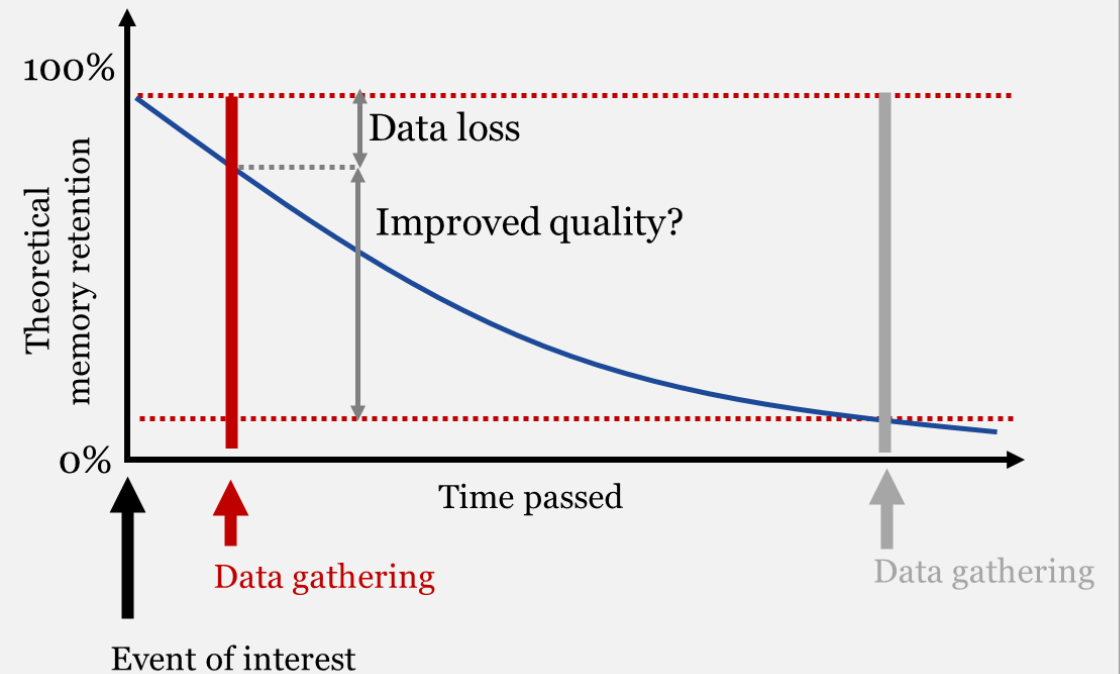 100%
Data loss
Improved quality?
Theoretical
memory retention
0%
Time passed
Data gathering
Data gathering
Event of interest